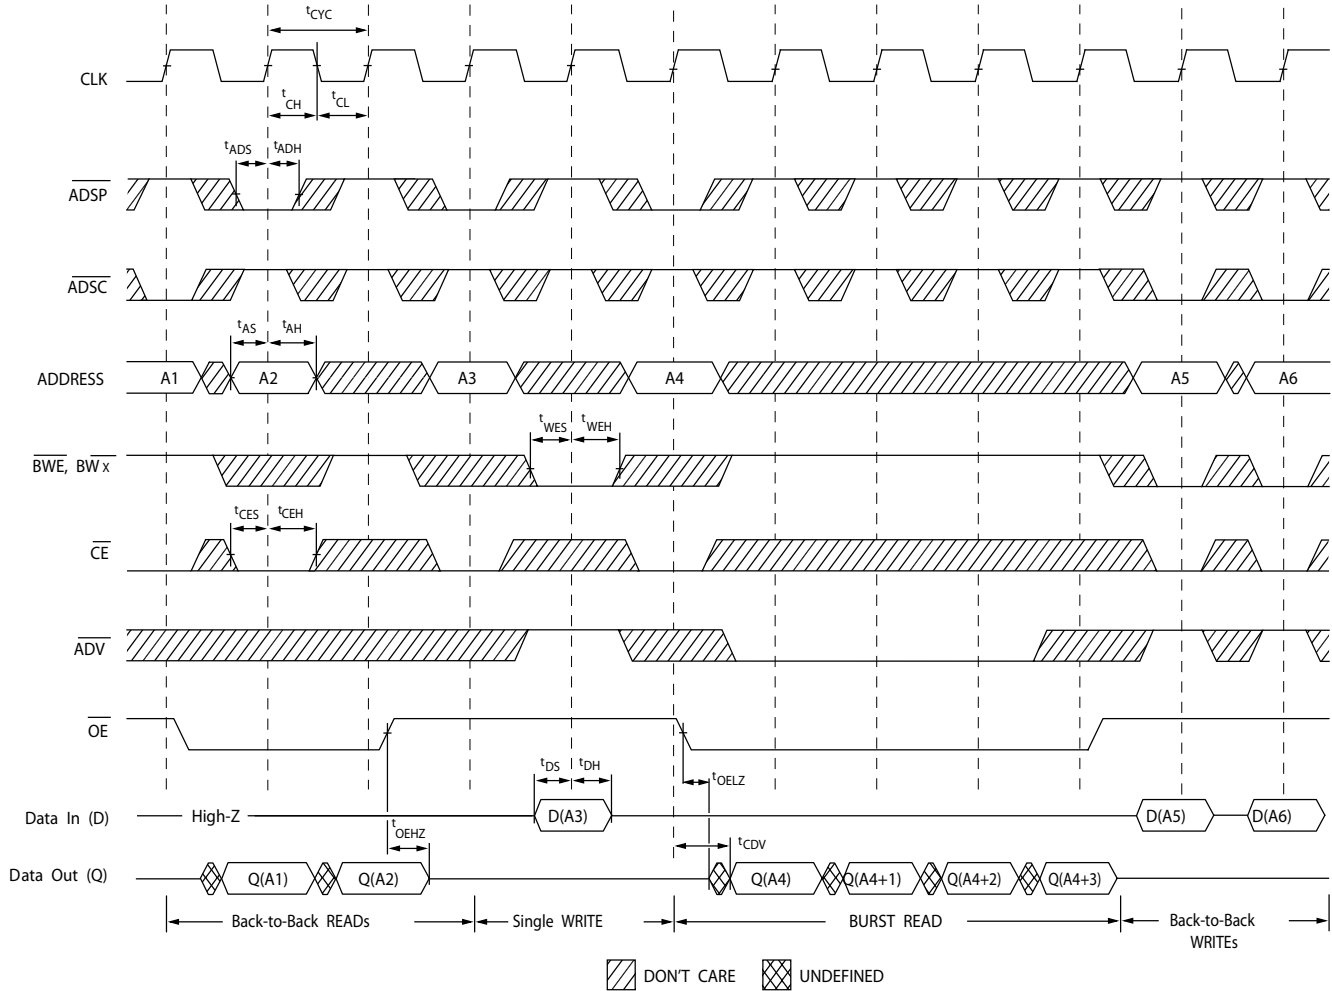 tCYC
CLK
tCH
tCL
tADS
tADH
ADSP
ADSC
tAS
tAH
ADDRESS
A1
A2
A3
A4
A5
A6
tWES
tWEH
BWE, BW x
tCES
tCEH
CE
ADV
OE
tDS
tDH
tOELZ
Data In (D)
High-Z
D(A3)
D(A5)
D(A6)
tOEHZ
tCDV
Data Out (Q)
Q(A1)
Q(A2)
Q(A4)
Q(A4+1)
Q(A4+2)
Q(A4+3)
Back-to-Back READs
Single WRITE
BURST READ
Back-to-Back
WRITEs
DON'T CARE
UNDEFINED